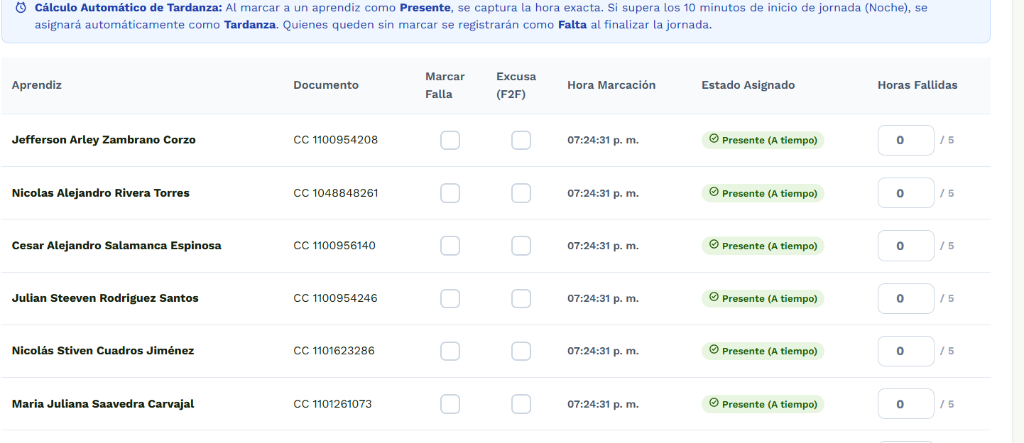 Cálculo Automático de Tardanza: Al marcar a un aprendiz como Presente, se captura la hora exacta. Si supera los 10 minutos de inicio de jornada (Noche), se
asignará automáticamente como Tardanza. Quienes queden sin marcar se registrarán como Falta al finalizar la jornada.
Aprendiz Documento Marcar Falla Excusa (F2F) Hora Marcación Estado Asignado Horas Fallidas
Jefferson Arley Zambrano Corzo CC 1100954208 07:24:31 p. m. Presente (A tiempo) 0 / 5
Nicolas Alejandro Rivera Torres CC 1048848261 07:24:31 p. m. Presente (A tiempo) 0 / 5
Cesar Alejandro Salamanca Espinosa CC 1100956140 07:24:31 p. m. Presente (A tiempo) 0 / 5
Julian Steeven Rodriguez Santos CC 1100954246 07:24:31 p. m. Presente (A tiempo) 0 / 5
Nicolás Stiven Cuadros Jiménez CC 1101623286 07:24:31 p. m. Presente (A tiempo) 0 / 5
Maria Juliana Saavedra Carvajal CC 1101261073 07:24:31 p. m. Presente (A tiempo) 0 / 5